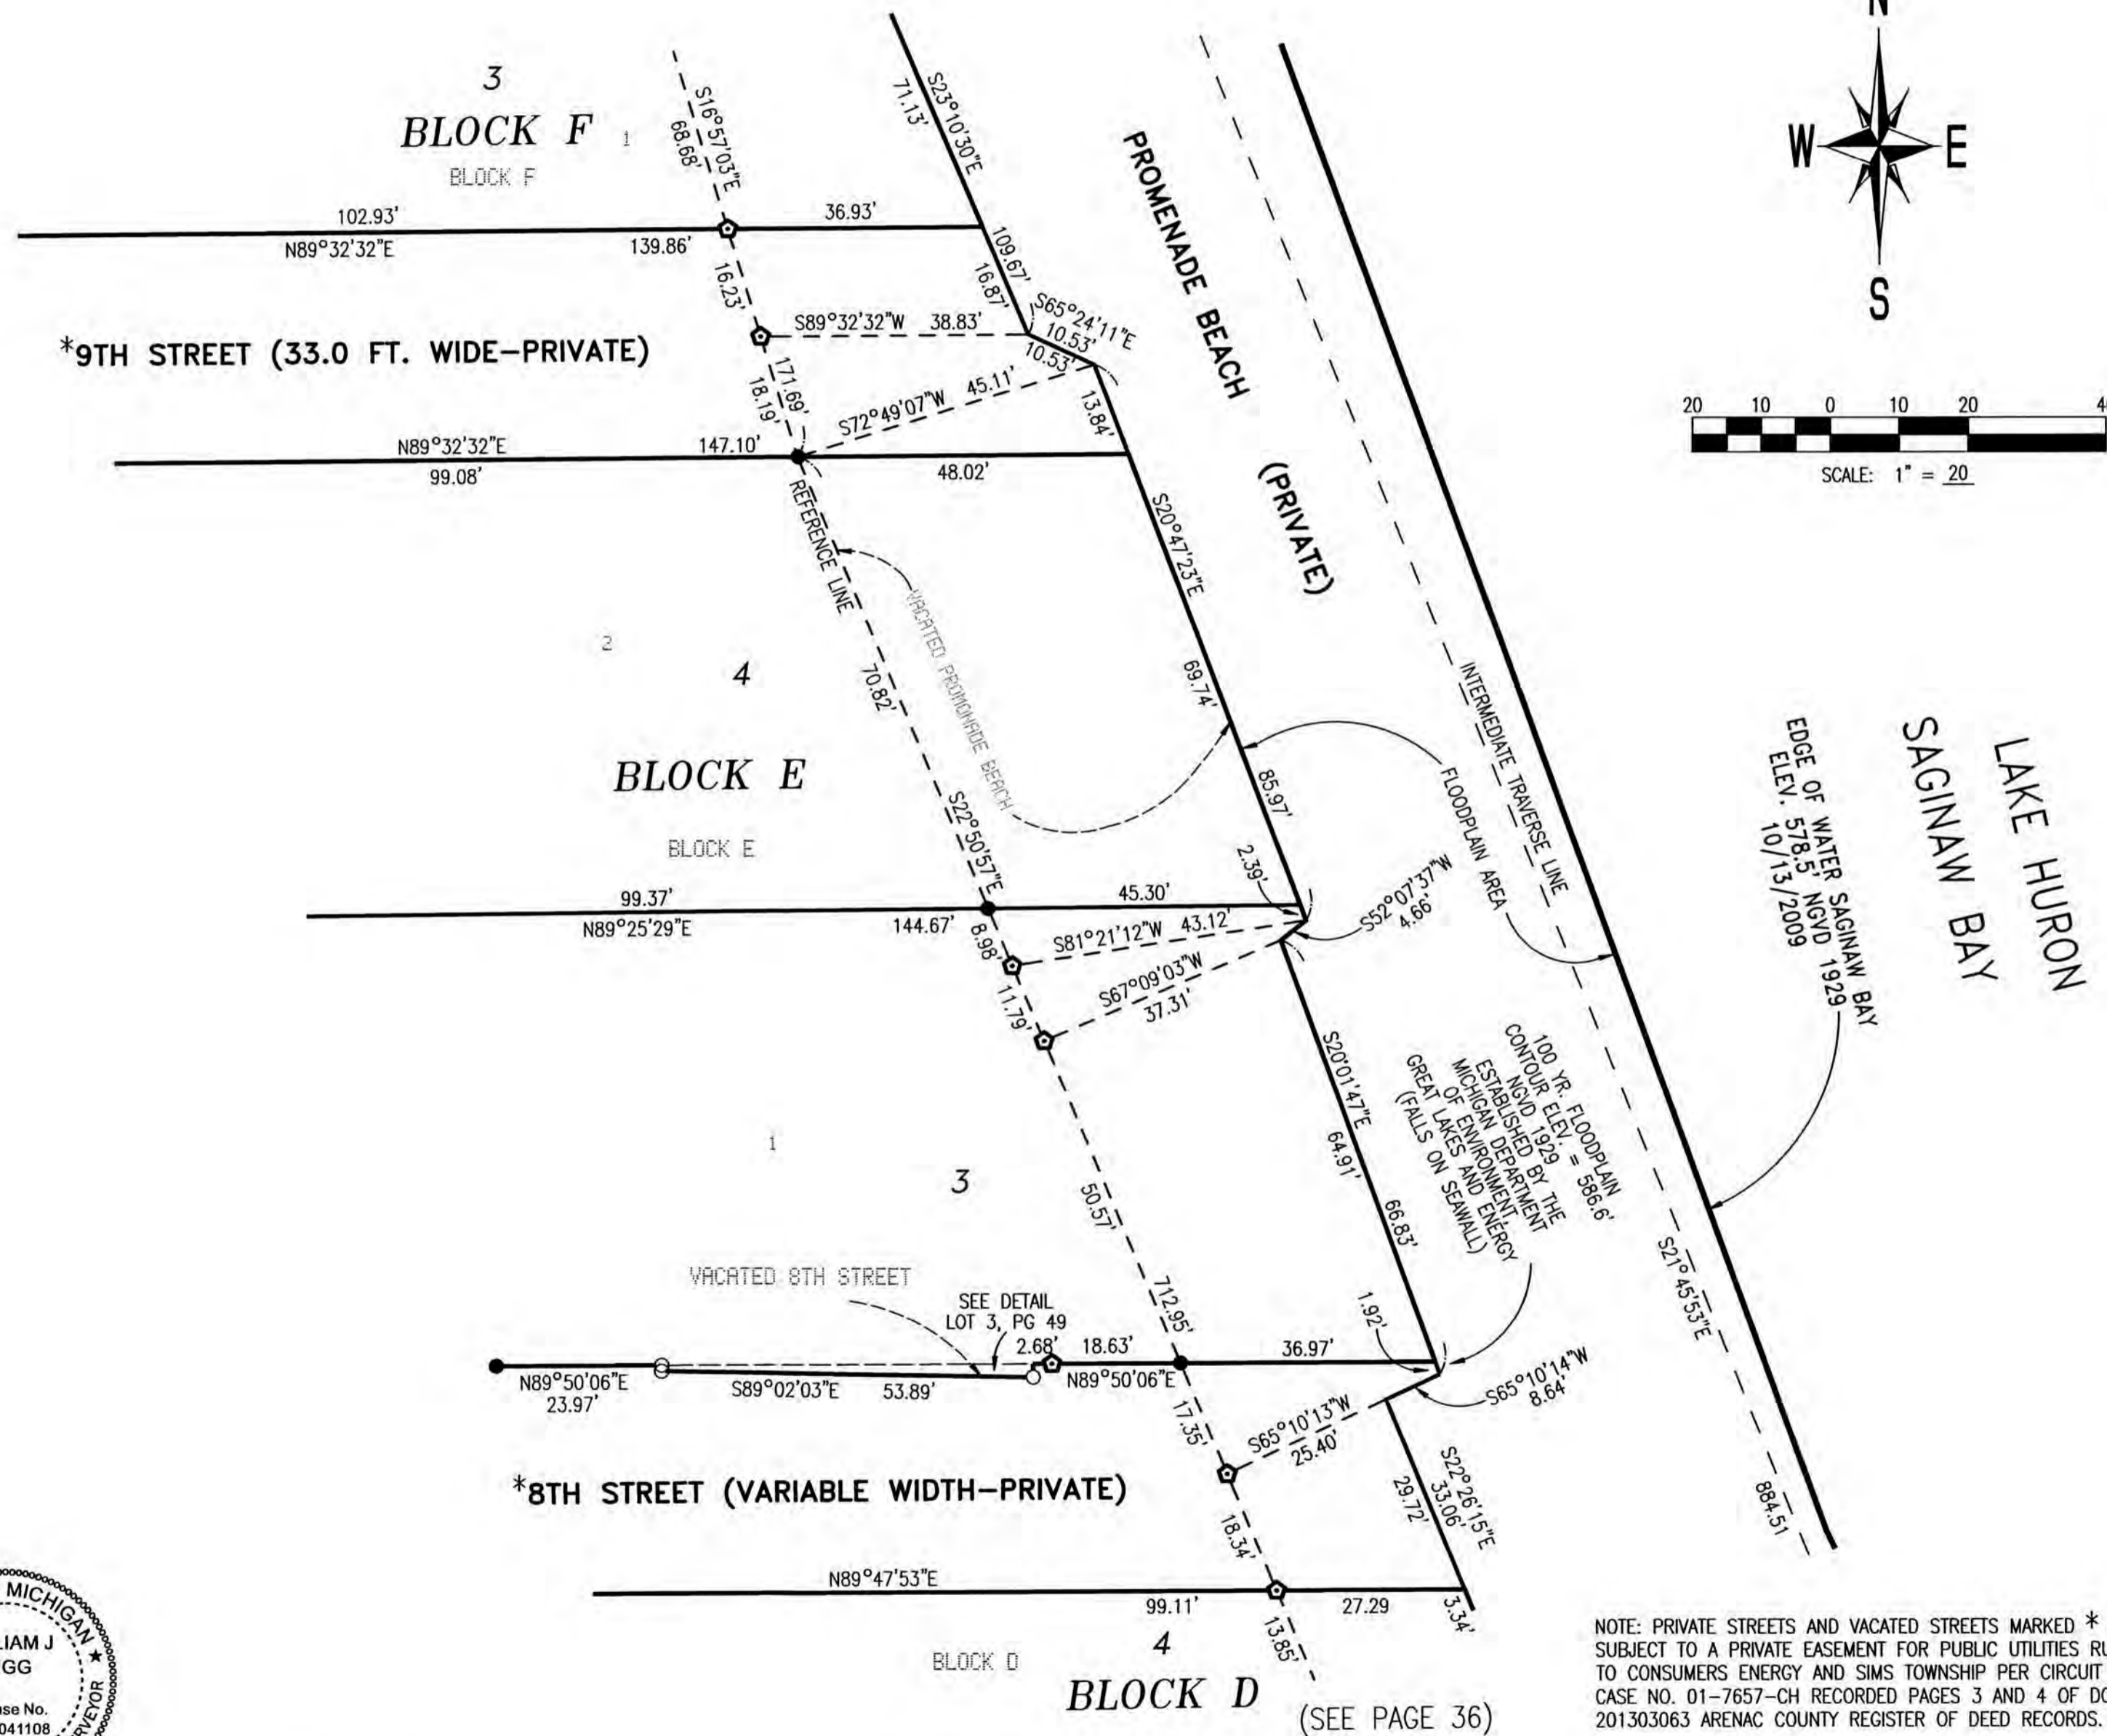 N
W
E
S
20 10 0 10 20
SCALE: 1" = 20
3
BLOCK F
1
BLOCK F
S16°57'03"E
68.68'
S23°10'30"E
71.13'
102.93'
36.93'
N89°32'32"E
139.86'
109.67'
16.87'
16.23'
S89°32'32"W 38.83'
S65°24'11"E
10.53'
10.53'
*9TH STREET (33.0 FT. WIDE-PRIVATE)
171.69'
18.19'
S72°49'07"W 45.11'
13.84'
N89°32'32"E
147.10'
99.08'
48.02'
PROMENADE BEACH
(PRIVATE)
REFERENCE LINE
S20°47'23"E
VACATED PROMONADE BEACH
2
4
70.82'
69.74'
BLOCK E
BLOCK E
S22°50'57"E
85.97'
INTERMEDIATE TRAVERSE LINE
FLOODPLAIN AREA
LAKE HURON
SAGINAW BAY
EDGE OF WATER SAGINAW BAY
ELEV. 578.5' NGVD 1929
10/13/2009
2.39'
99.37'
45.30'
N89°25'29"E
144.67'
8.98'
S81°21'12"W 43.12'
S52°07'37"W
4.66'
S67°09'03"W
37.31'
11.79'
S20°01'47"E
64.91'
66.83'
100 YR. FLOODPLAIN
CONTOUR ELEV. = 586.6'
NGVD 1929
ESTABLISHED BY THE
MICHIGAN DEPARTMENT
OF ENVIRONMENT,
GREAT LAKES AND ENERGY
(FALLS ON SEAWALL)
1
3
50.57'
712.95'
S21°45'53"E
884.51
VACATED 8TH STREET
SEE DETAIL
LOT 3, PG 49
2.68'
18.63'
36.97'
1.92'
N89°50'06"E
23.97'
S89°02'03"E 53.89'
N89°50'06"E
S65°10'14"W
8.64'
17.35'
S65°10'13"W
25.40'
S22°26'15"E
33.06'
29.72'
*8TH STREET (VARIABLE WIDTH-PRIVATE)
18.34'
N89°47'53"E
99.11'
27.29
3.34'
13.85'
BLOCK D
4
BLOCK D
(SEE PAGE 36)
NOTE: PRIVATE STREETS AND VACATED STREETS MARKED *
SUBJECT TO A PRIVATE EASEMENT FOR PUBLIC UTILITIES
TO CONSUMERS ENERGY AND SIMS TOWNSHIP PER CIRCUIT
CASE NO. 01-7657-CH RECORDED PAGES 3 AND 4 OF
201303063 ARENAC COUNTY REGISTER OF DEED RECORDS.
MICHIGAN ★
LIAM J
GG
se No.
041108